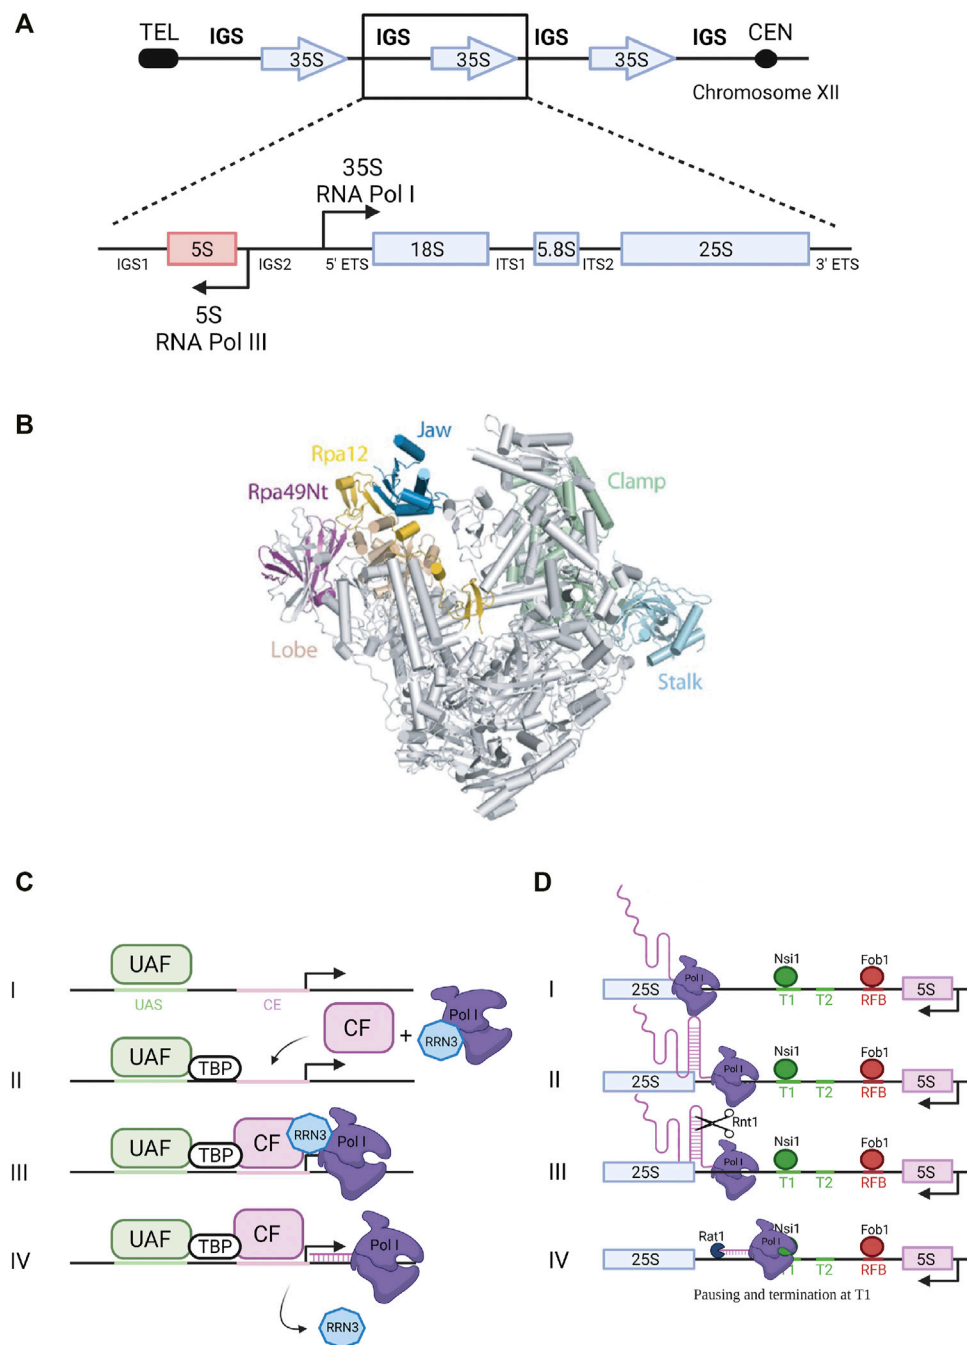 A
TEL IGS IGS IGS IGS CEN
35S 35S 35S
Chromosome XII
35S
RNA Pol I
5S 18S 5.8S 25S
IGS1 IGS2 5' ETS ITS1 ITS2 3' ETS
5S
RNA Pol III
B
Jaw
Rpa12
Rpa49Nt
Clamp
Lobe
Stalk
C
I
UAF
UAS CE
CF + RRN3 Pol I
II
UAF TBP
III
UAF TBP CF RRN3 Pol I
IV
UAF TBP CF Pol I
RRN3
D
I
25S Pol I Nsi1 T1 T2 Fob1 RFB 5S
II
25S Pol I Nsi1 T1 T2 Fob1 RFB 5S
III
25S Rnt1 Pol I Nsi1 T1 T2 Fob1 RFB 5S
IV
25S Rat1 Pol I Nsi1 T1 T2 Fob1 RFB 5S
Pausing and termination at T1